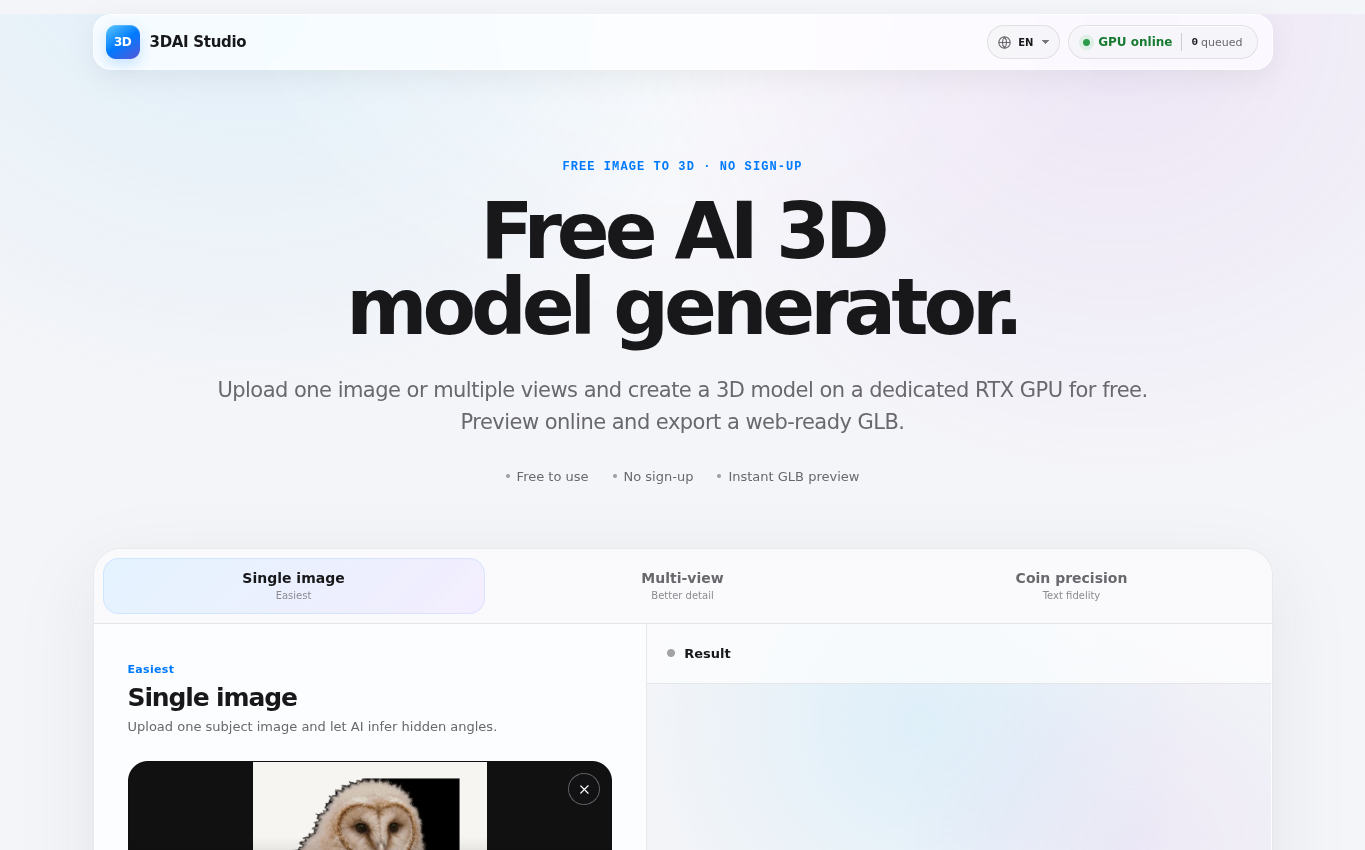 3D
3DAI Studio
EN
GPU online
0 queued
FREE IMAGE TO 3D · NO SIGN-UP
Free AI 3D
model generator.
Upload one image or multiple views and create a 3D model on a dedicated RTX GPU for free.
Preview online and export a web-ready GLB.
• Free to use
• No sign-up
• Instant GLB preview
Single image
Easiest
Multi-view
Better detail
Coin precision
Text fidelity
Easiest
Single image
Upload one subject image and let AI infer hidden angles.
Result